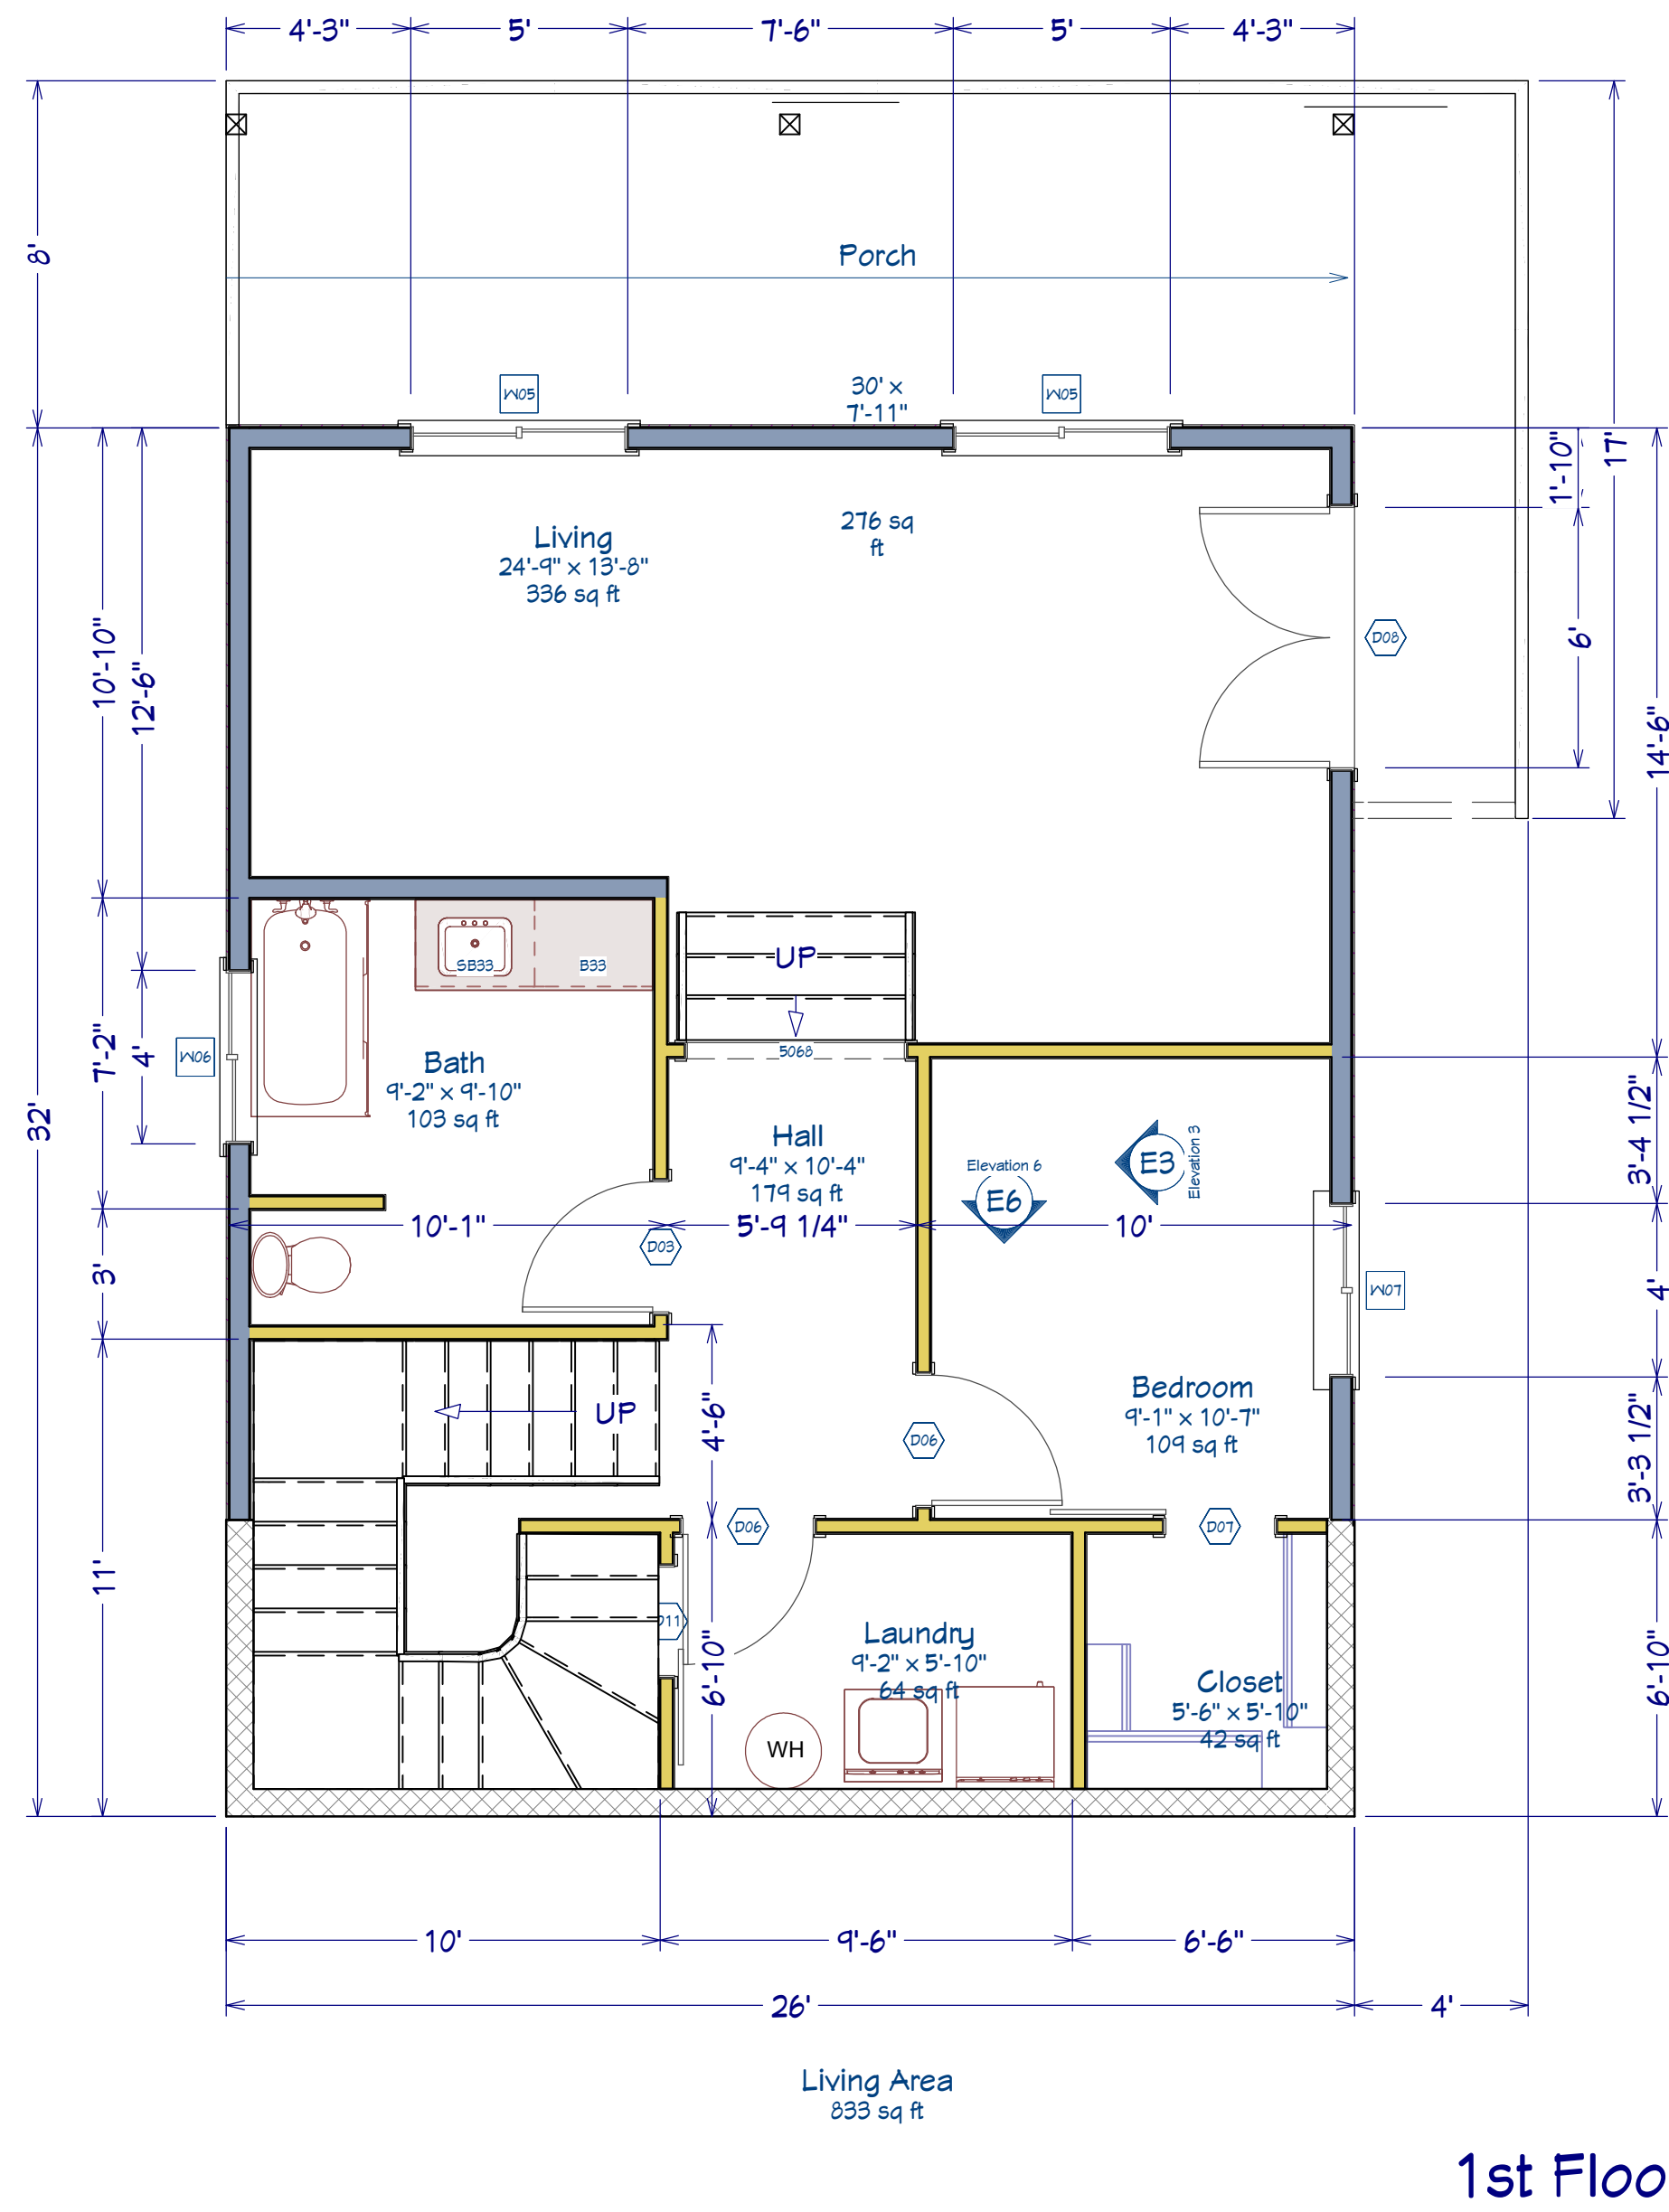 4'-3" 5' 7'-6" 5' 4'-3"
8'
Porch
W05
30' x
7'-11"
W05
17'
1'-10"
Living
24'-9" x 13'-8"
336 sq ft
276 sq
ft
D08
6'
10'-10"
12'-6"
14'-6"
UP
SB33
B33
W06
4'
7'-2"
5068
Bath
9'-2" x 9'-10"
103 sq ft
32'
Hall
9'-4" x 10'-4"
179 sq ft
Elevation 6
E6
E3
Elevation 3
3'-4 1/2"
10'-1" 5'-9 1/4" 10'
D03
3'
W07
4'
UP
4'-6"
D06
Bedroom
9'-1" x 10'-7"
109 sq ft
3'-3 1/2"
D06
D07
11'
D11
6'-10"
Laundry
9'-2" x 5'-10"
64 sq ft
Closet
5'-6" x 5'-10"
42 sq ft
6'-10"
WH
10' 9'-6" 6'-6"
26' 4'
Living Area
833 sq ft
1st Floo